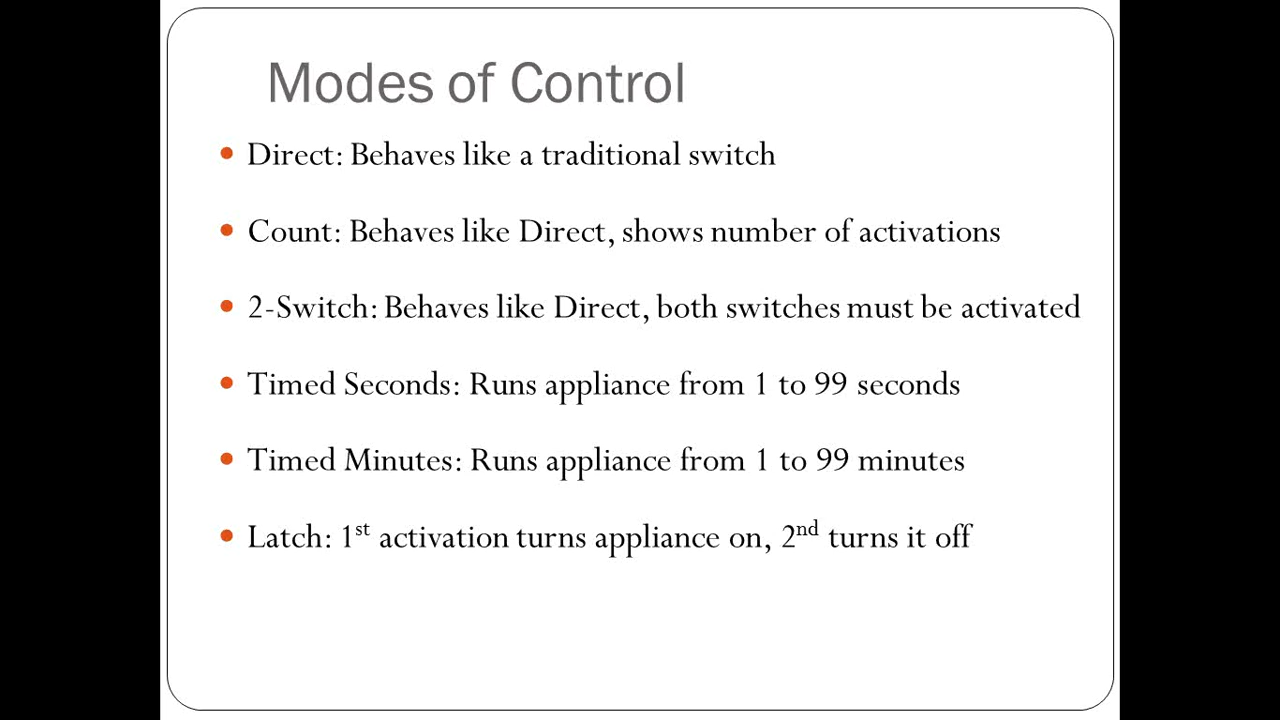 Modes of Control
• Direct: Behaves like a traditional switch
• Count: Behaves like Direct, shows number of activations
• 2-Switch: Behaves like Direct, both switches must be activated
• Timed Seconds: Runs appliance from 1 to 99 seconds
• Timed Minutes: Runs appliance from 1 to 99 minutes
• Latch: 1st activation turns appliance on, 2nd turns it off